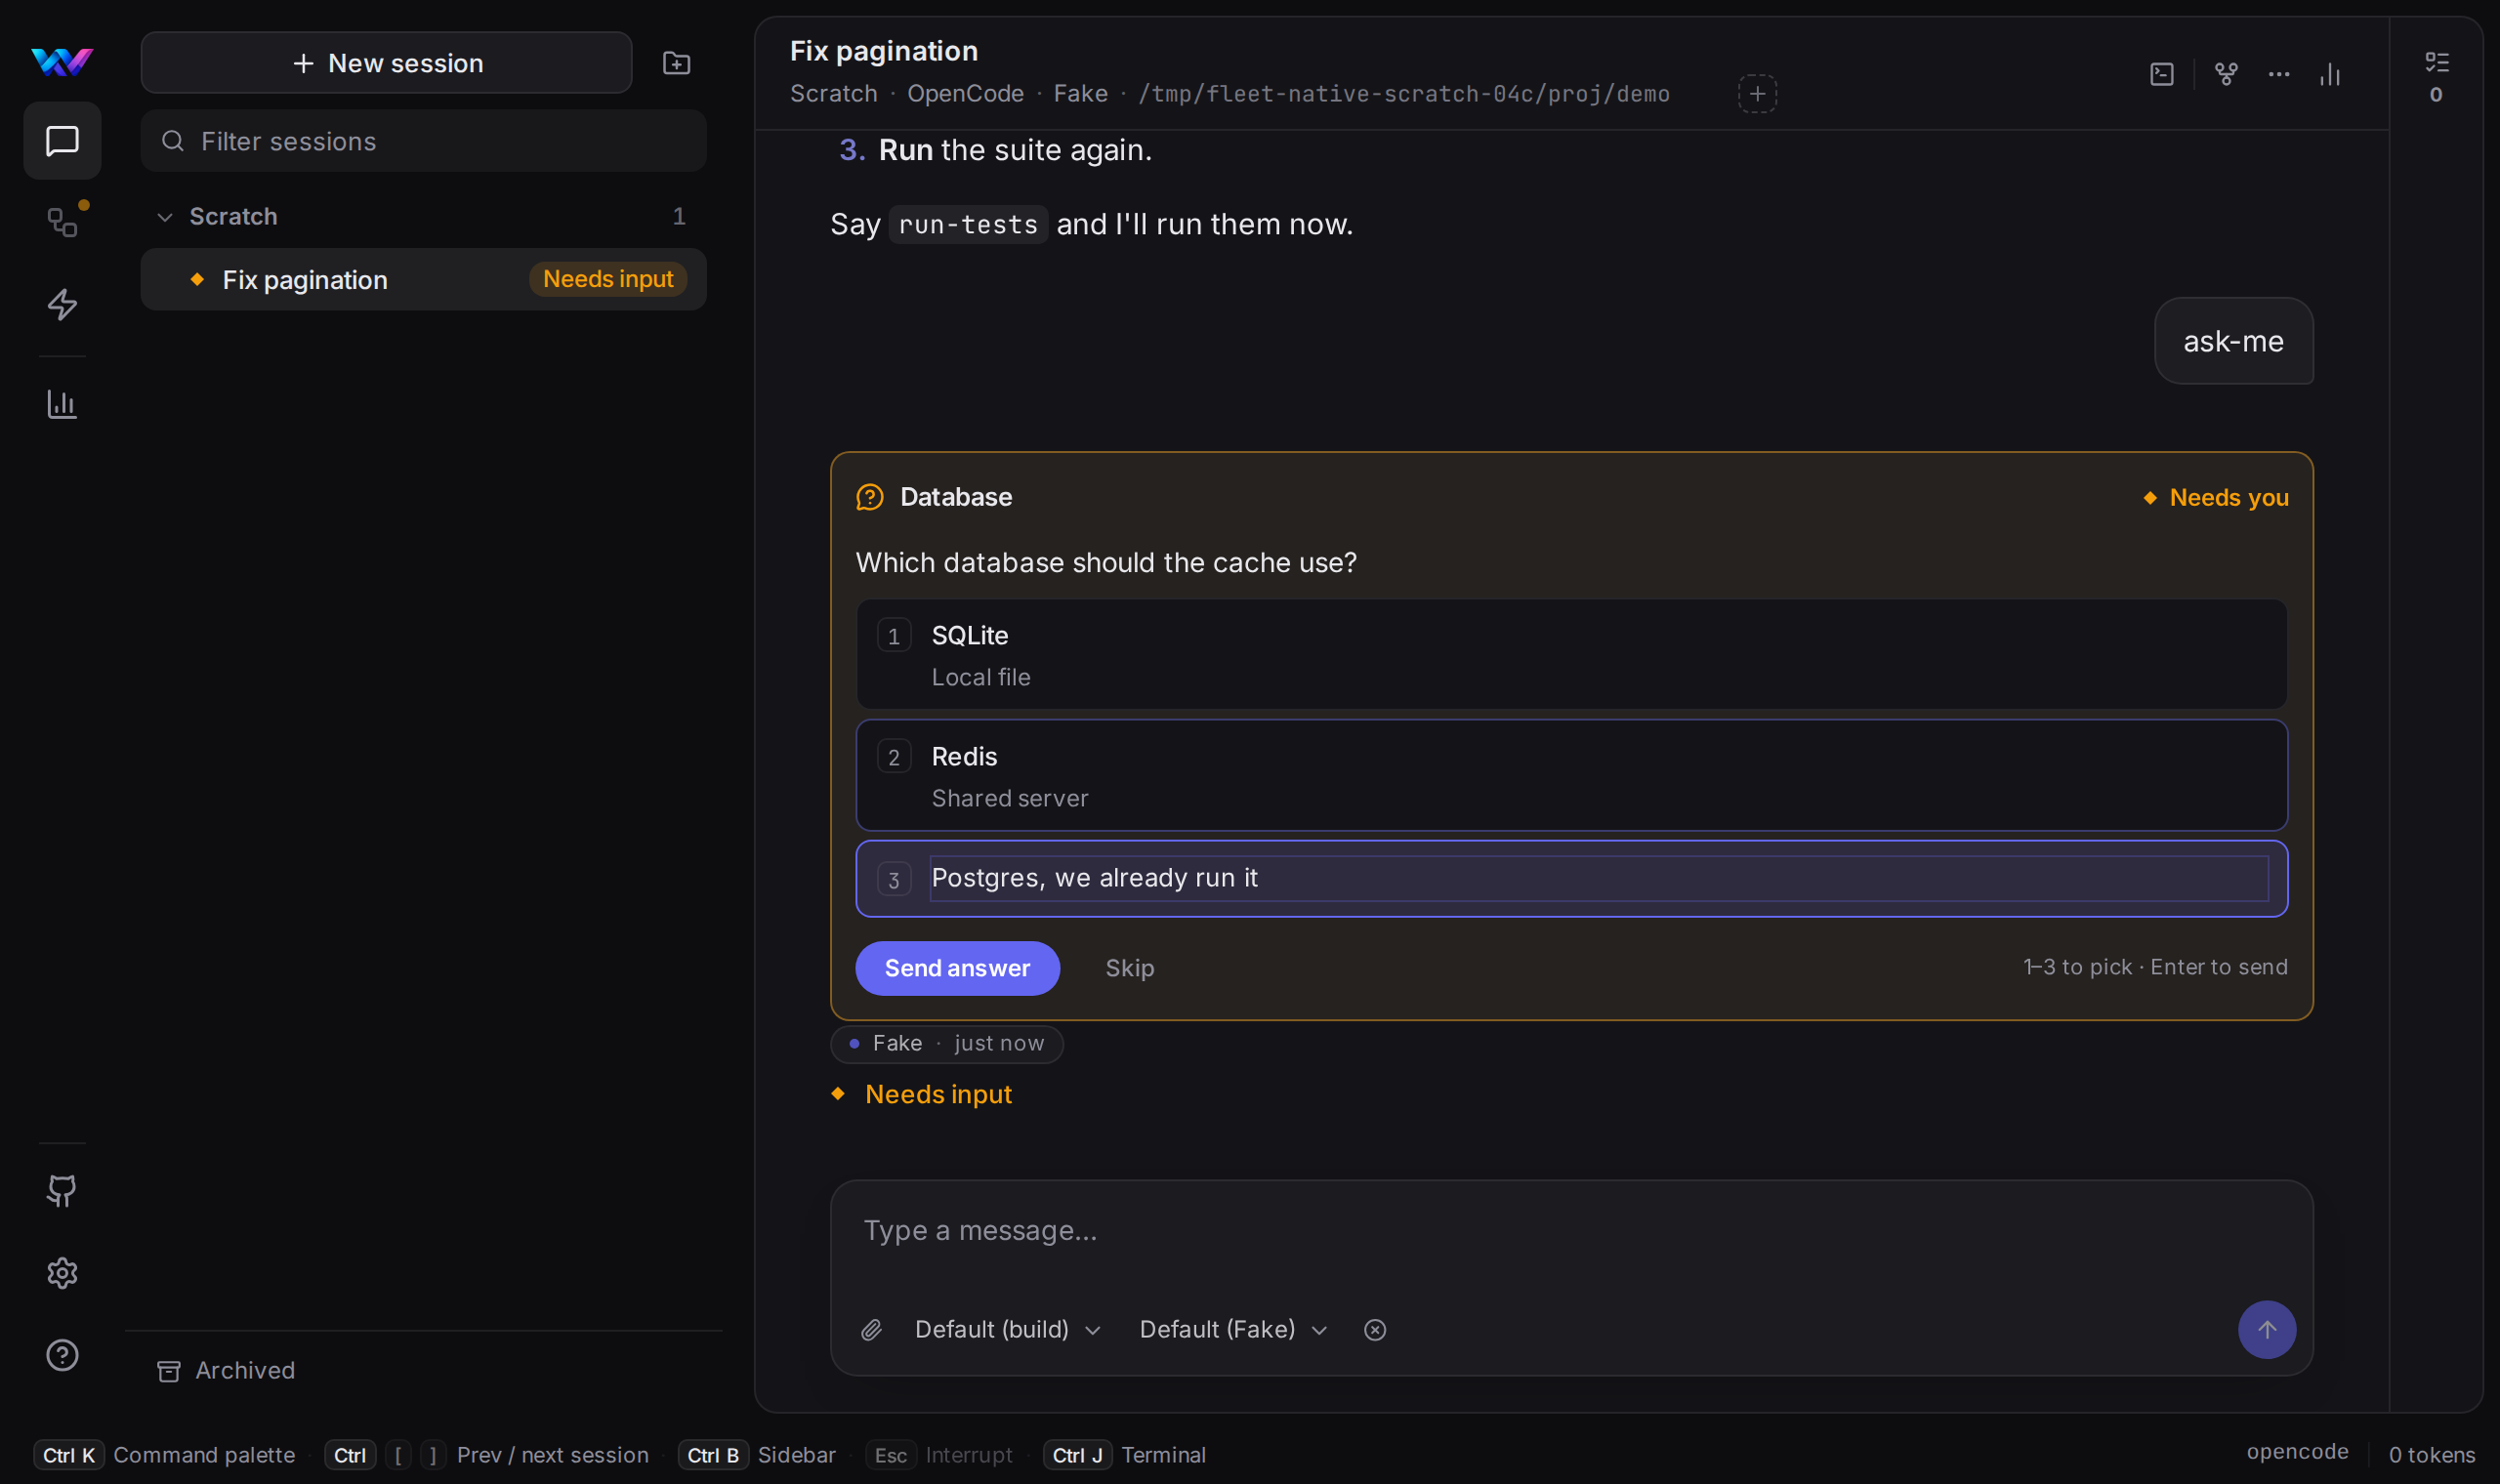 New session
Filter sessions
Scratch 1
Fix pagination Needs input
Archived
Fix pagination
Scratch · OpenCode · Fake · /tmp/fleet-native-scratch-04c/proj/demo
0
3. Run the suite again.
Say run-tests and I'll run them now.
ask-me
Database
Needs you
Which database should the cache use?
1 SQLite
Local file
2 Redis
Shared server
3 Postgres, we already run it
Send answer Skip 1–3 to pick · Enter to send
Fake · just now
Needs input
Type a message...
Default (build) Default (Fake)
Ctrl K Command palette · Ctrl [ ] Prev / next session · Ctrl B Sidebar · Esc Interrupt · Ctrl J Terminal
opencode 0 tokens